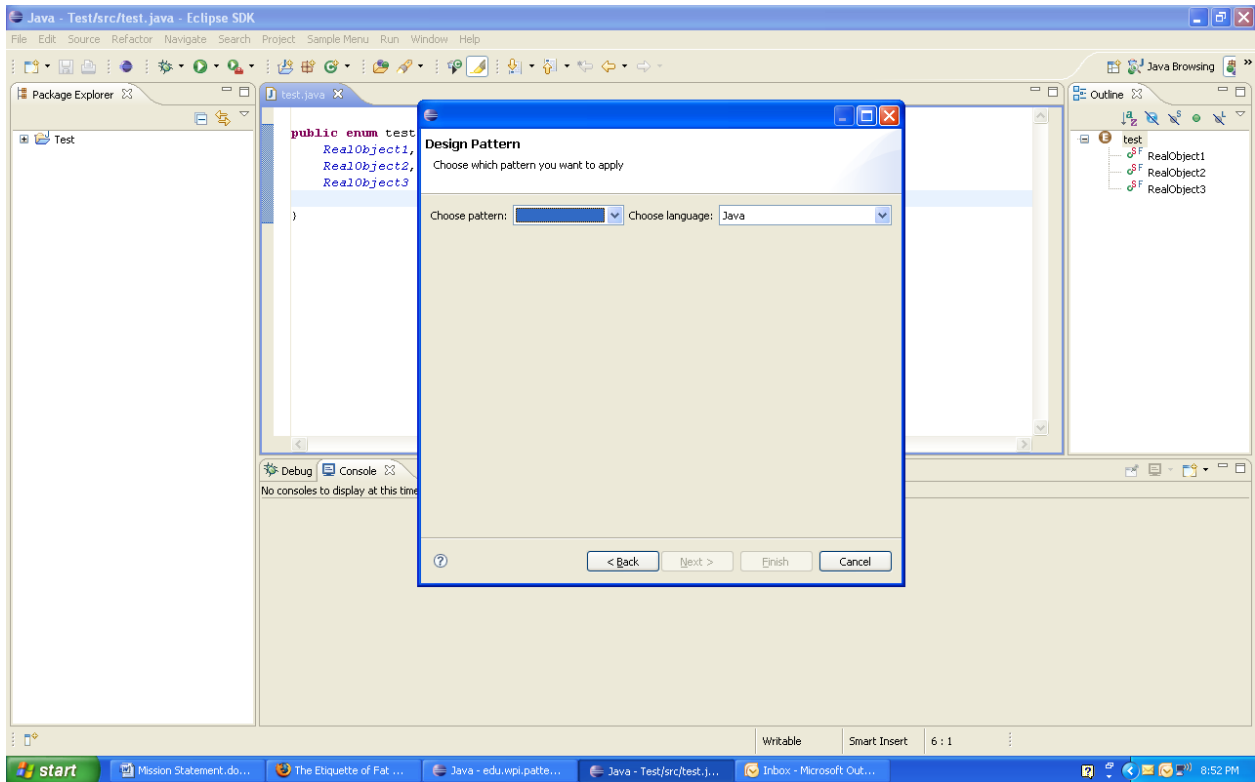 Java - Test/src/test.java - Eclipse SDK
File Edit Source Refactor Navigate Search Project Sample Menu Run Window Help
Java Browsing
Package Explorer
test.java
Outline
Test
public enum test
RealObject1,
RealObject2,
RealObject3
}
test
RealObject1
RealObject2
RealObject3
Design Pattern
Choose which pattern you want to apply
Choose pattern: Choose language: Java
< Back Next > Finish Cancel
Debug Console
No consoles to display at this time
Writable Smart Insert 6 : 1
start Mission Statement.do... The Etiquette of Fat ... Java - edu.wpi.patte... Java - Test/src/test.j... Inbox - Microsoft Out... 8:52 PM